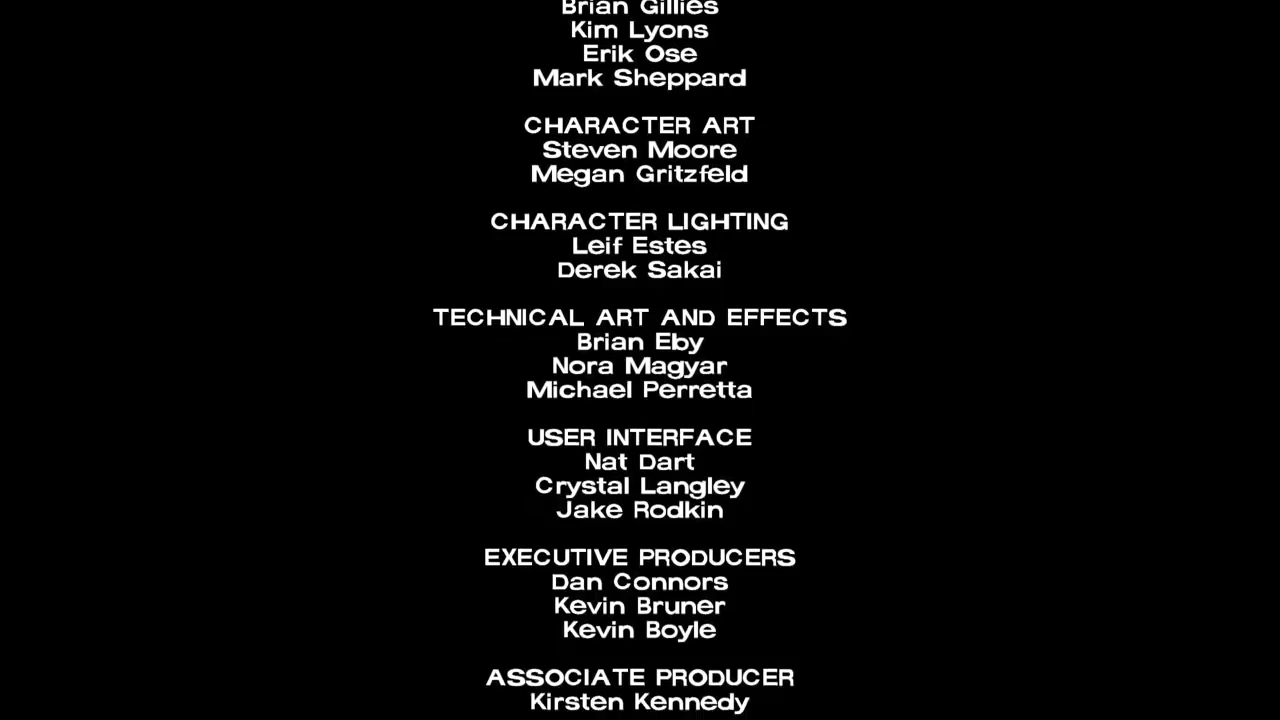 Brian Gillies
Kim Lyons
Erik Ose
Mark Sheppard
CHARACTER ART
Steven Moore
Megan Gritzfeld
CHARACTER LIGHTING
Leif Estes
Derek Sakai
TECHNICAL ART AND EFFECTS
Brian Eby
Nora Magyar
Michael Perretta
USER INTERFACE
Nat Dart
Crystal Langley
Jake Rodkin
EXECUTIVE PRODUCERS
Dan Connors
Kevin Bruner
Kevin Boyle
ASSOCIATE PRODUCER
Kirsten Kennedy